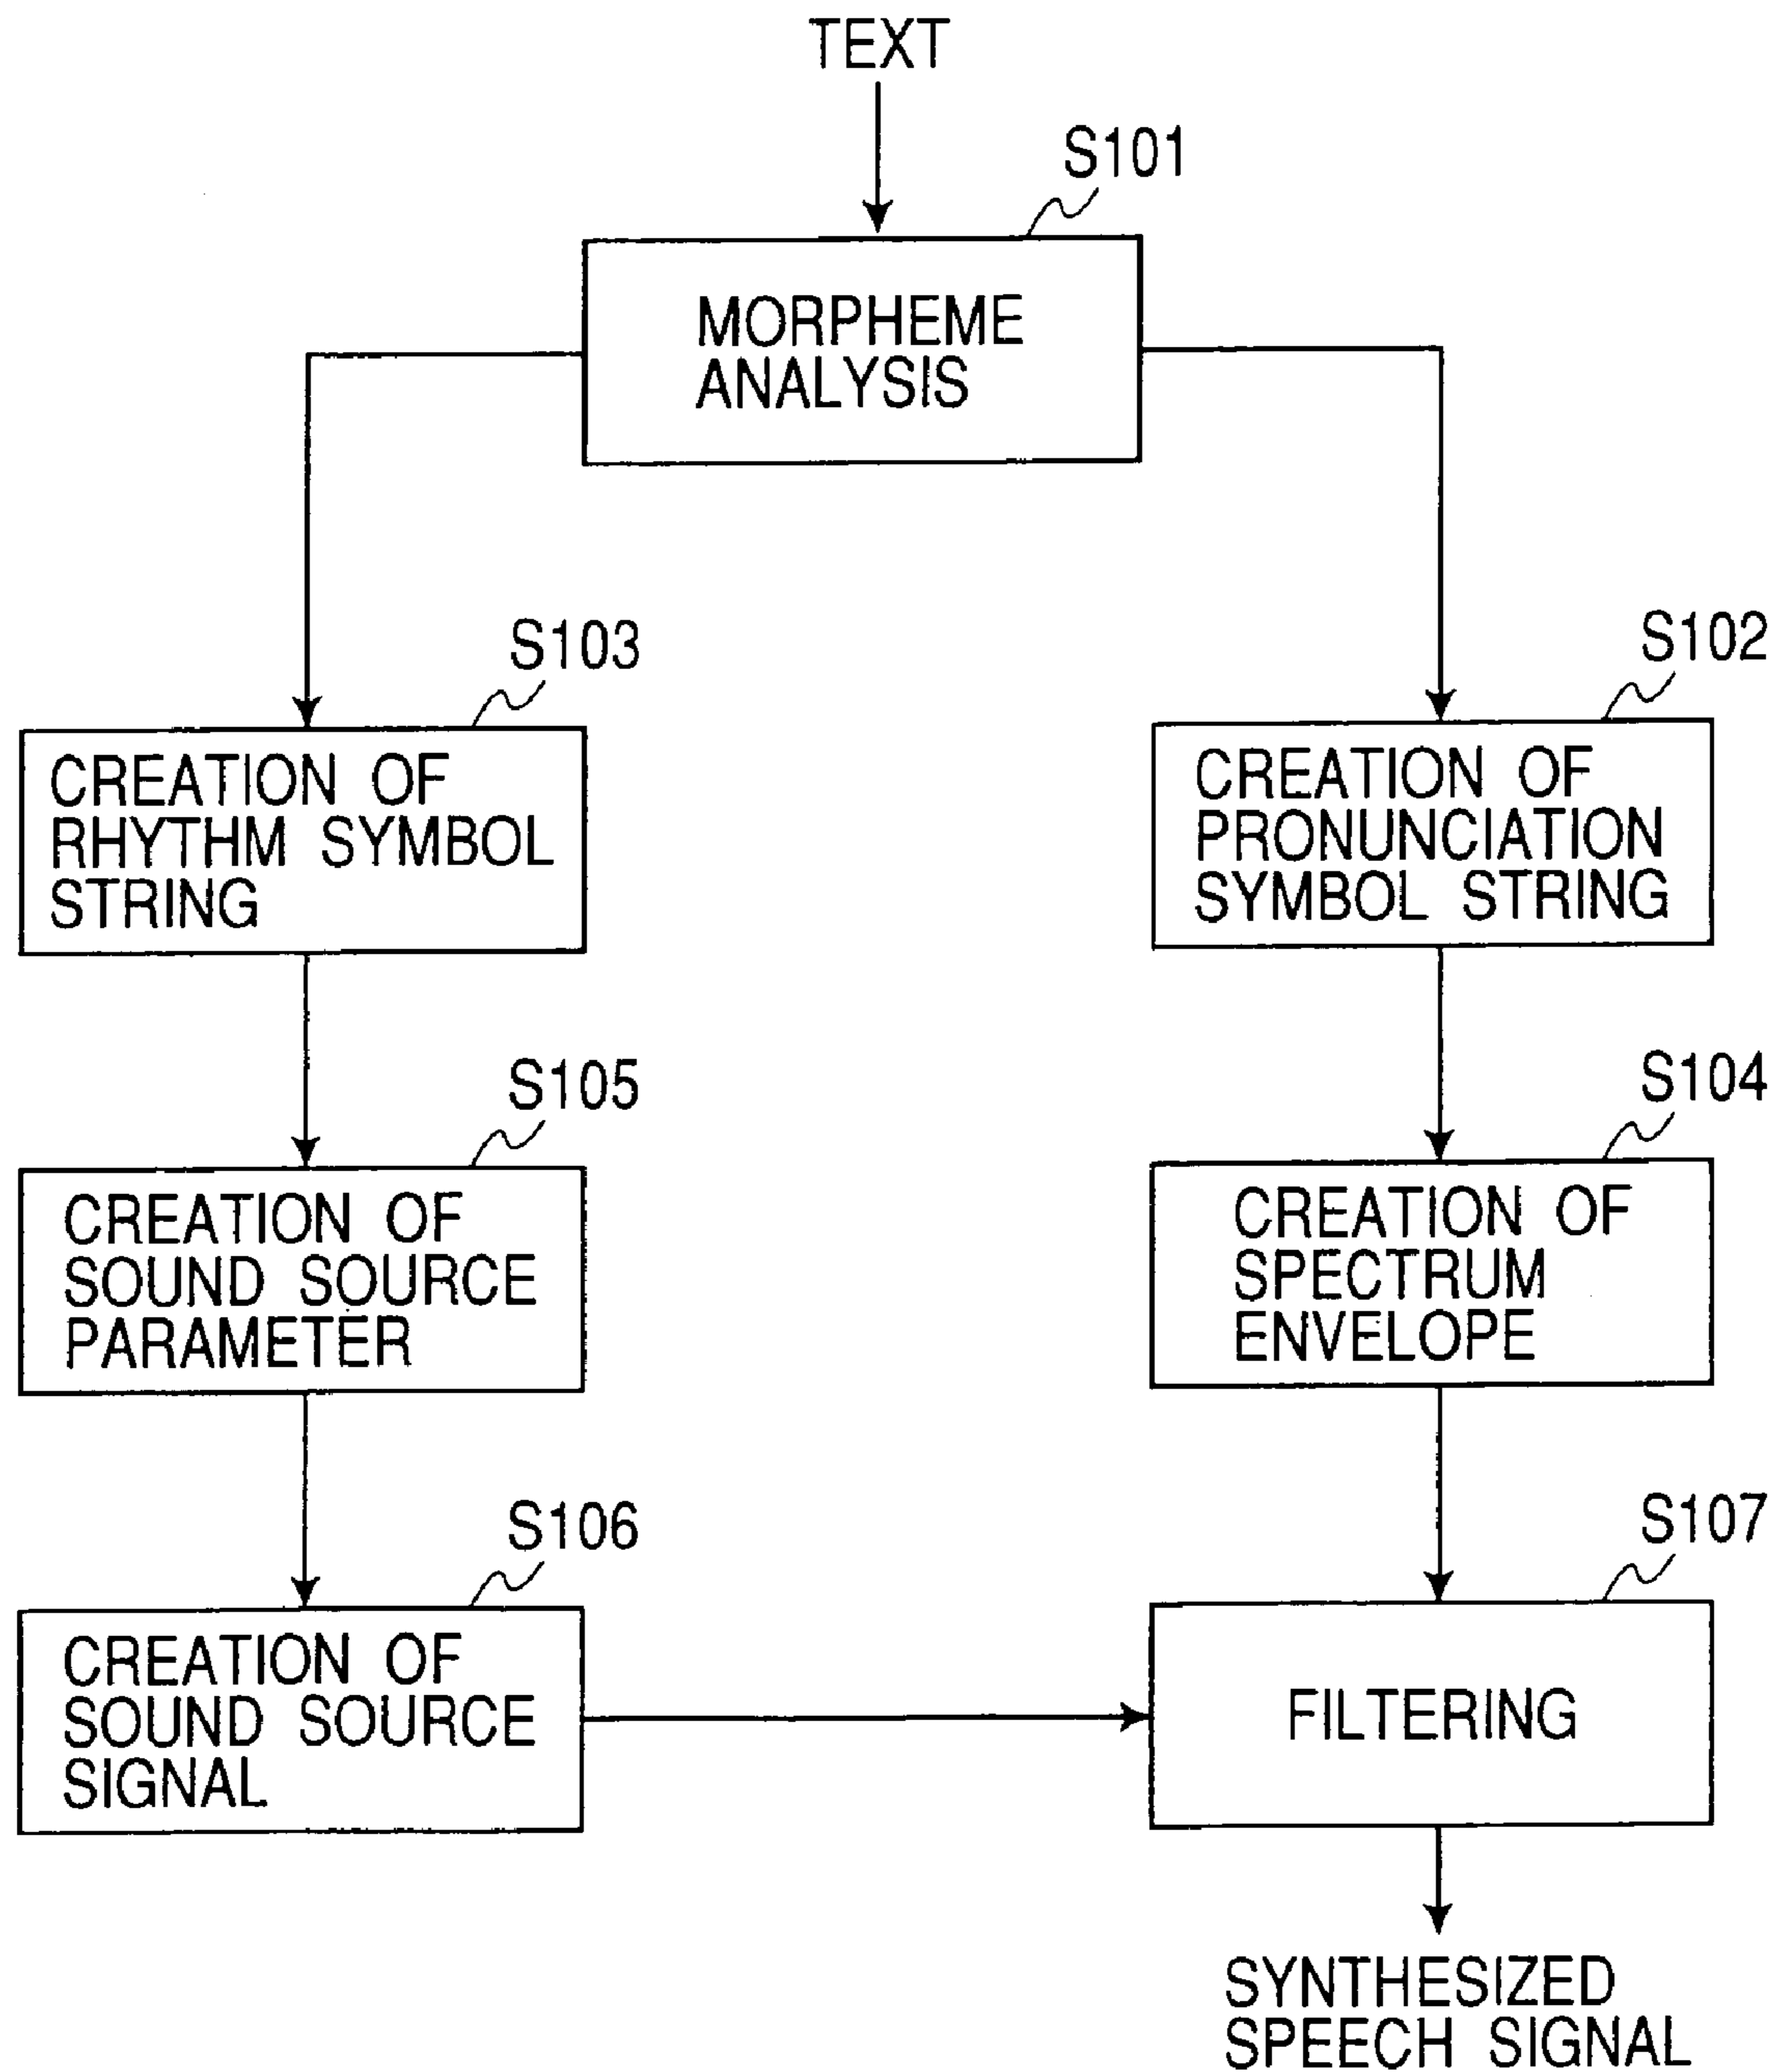 TEXT
S101
MORPHEME
ANALYSIS
S103
CREATION OF
RHYTHM SYMBOL
STRING
S102
CREATION OF
PRONUNCIATION
SYMBOL STRING
S105
CREATION OF
SOUND SOURCE
PARAMETER
S104
CREATION OF
SPECTRUM
ENVELOPE
S106
CREATION OF
SOUND SOURCE
SIGNAL
S107
FILTERING
SYNTHESIZED
SPEECH SIGNAL